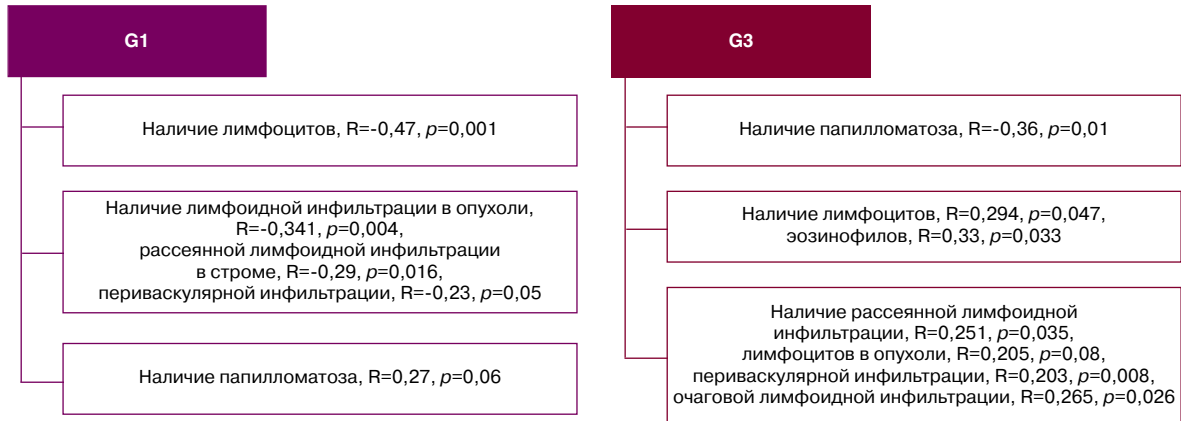 G1
Наличие лимфоцитов, R=-0,47, p=0,001
Наличие лимфоидной инфильтрации в опухоли,
R=-0,341, p=0,004,
рассеянной лимфоидной инфильтрации
в строме, R=-0,29, p=0,016,
периваскулярной инфильтрации, R=-0,23, p=0,05
Наличие папилломатоза, R=0,27, p=0,06
G3
Наличие папилломатоза, R=-0,36, p=0,01
Наличие лимфоцитов, R=0,294, p=0,047,
эозинофилов, R=0,33, p=0,033
Наличие рассеянной лимфоидной
инфильтрации, R=0,251, p=0,035,
лимфоцитов в опухоли, R=0,205, p=0,08,
периваскулярной инфильтрации, R=0,203, p=0,008,
очаговой лимфоидной инфильтрации, R=0,265, p=0,026